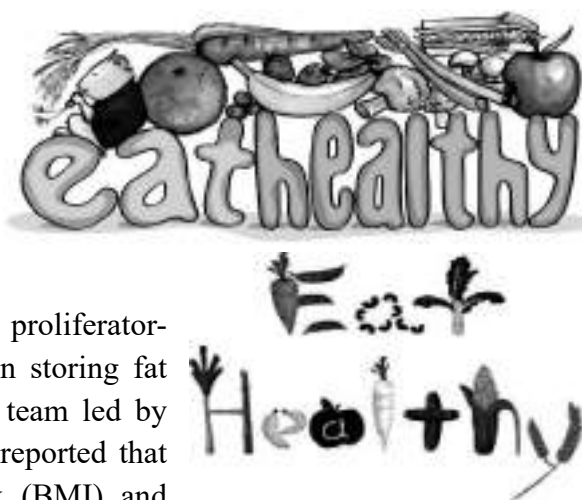 eathealthy
Eat
Healthy
proliferator-
n storing fat
team led by
reported that
(BMI) and